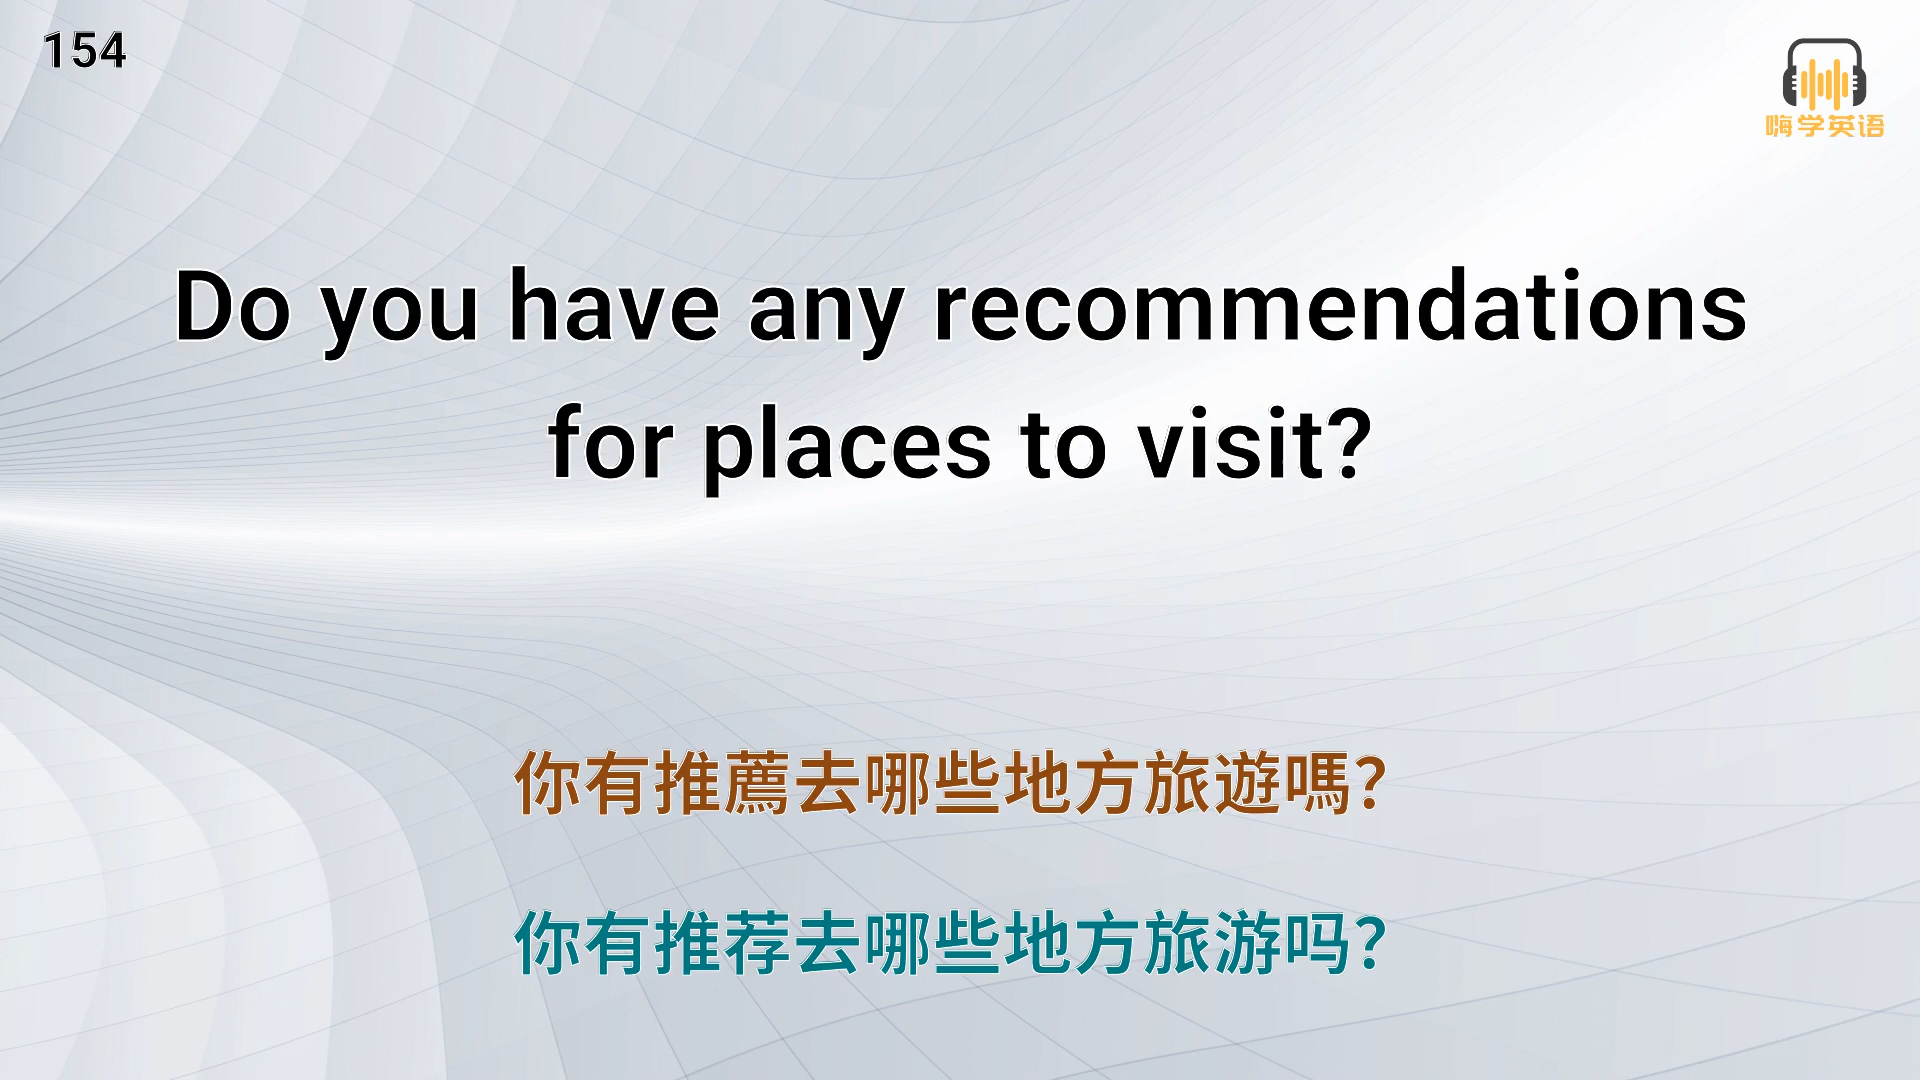 154
嗨学英语
Do you have any recommendations
for places to visit?
你有推薦去哪些地方旅遊嗎?
你有推荐去哪些地方旅游吗?